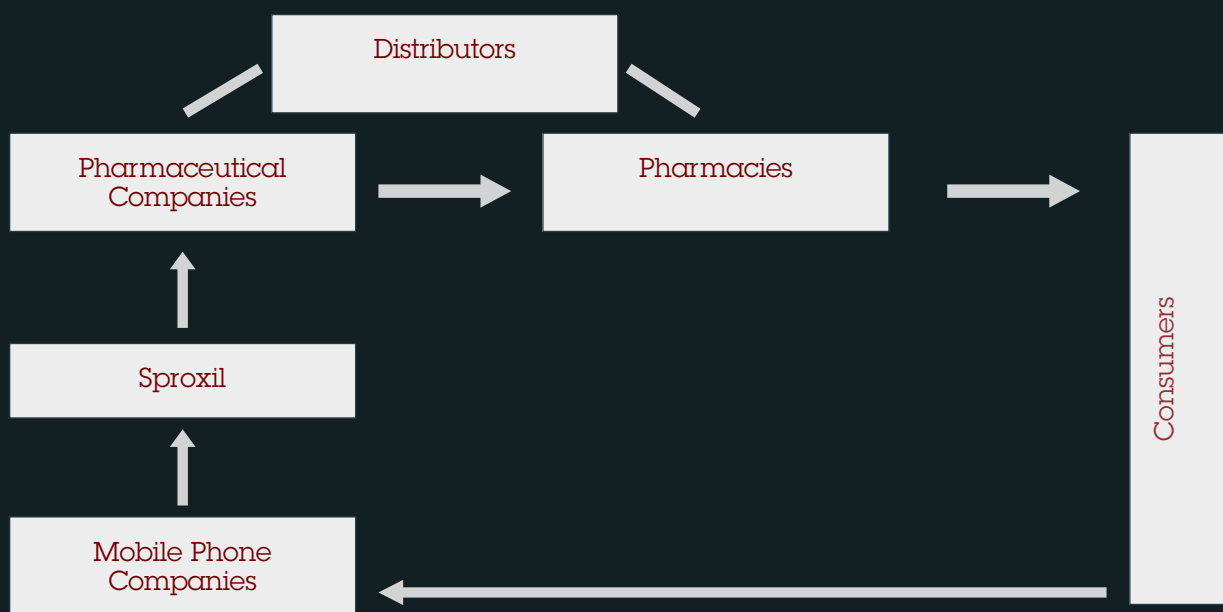 Distributors
Pharmaceutical
Companies
Pharmacies
Consumers
Sproxil
Mobile Phone
Companies